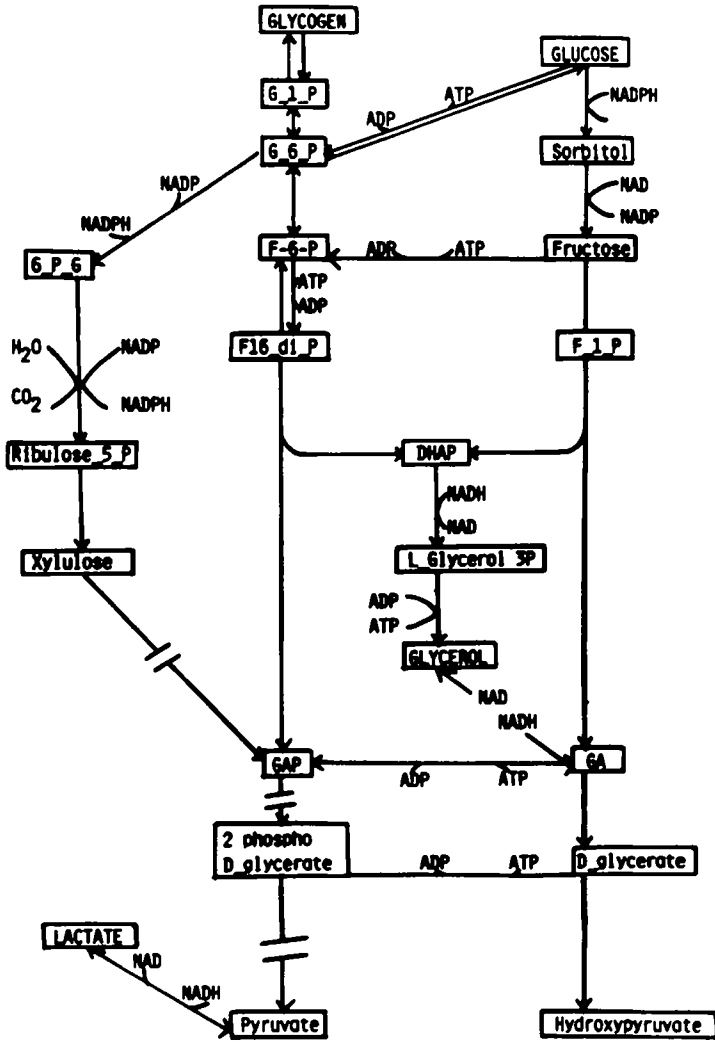 GLYCOGEN
GLUCOSE
G_1_P
ATP
NADPH
ADP
G_6_P
Sorbitol
NADP
NAD
NADPH
NADP
F-6-P
ADR
ATP
Fructose
6_P_G
ATP
ADP
H2O
NADP
F16_di_P
F_1_P
CO2
NADPH
Ribulose_5_P
DHAP
NADH
NAD
Xylulose
L_Glycerol 3P
ADP
ATP
GLYCEROL
NAD
NADH
GAP
GA
ADP
ATP
2 phospho
D_glycerate
ADP
ATP
D_glycerate
LACTATE
NAD
NADH
Pyruvate
Hydroxypyruvate